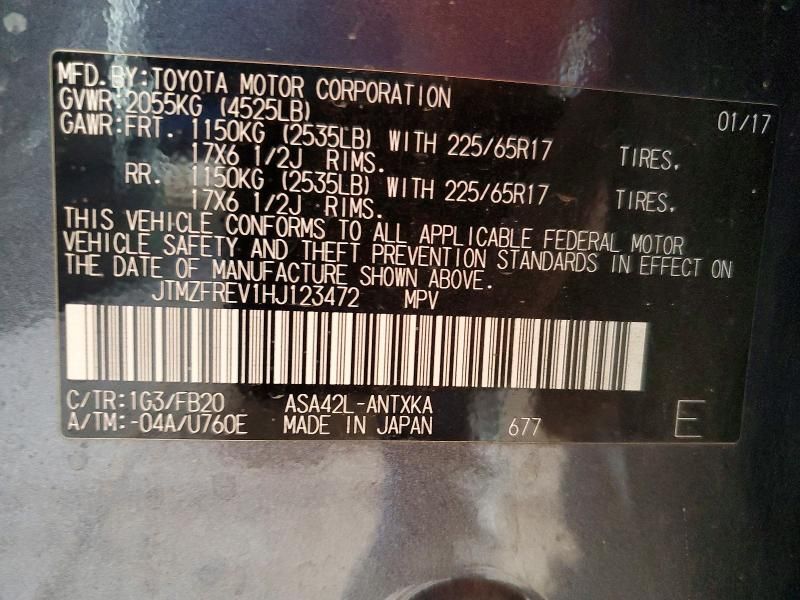 MFD. BY: TOYOTA MOTOR CORPORATION 01/17
GVWR: 2055KG (4525LB)
GAWR: FRT. 1150KG (2535LB) WITH 225/65R17 TIRES.
17X6 1/2J RIMS.
RR. 1150KG (2535LB) WITH 225/65R17 TIRES.
17X6 1/2J RIMS.
THIS VEHICLE CONFORMS TO ALL APPLICABLE FEDERAL MOTOR
VEHICLE SAFETY AND THEFT PREVENTION STANDARDS IN EFFECT ON
THE DATE OF MANUFACTURE SHOWN ABOVE.
JTMZFREV1HJ123472 MPV
C/TR: 1G3/FB20 ASA42L-ANTXKA
A/TM: -04A/U760E MADE IN JAPAN 677 E